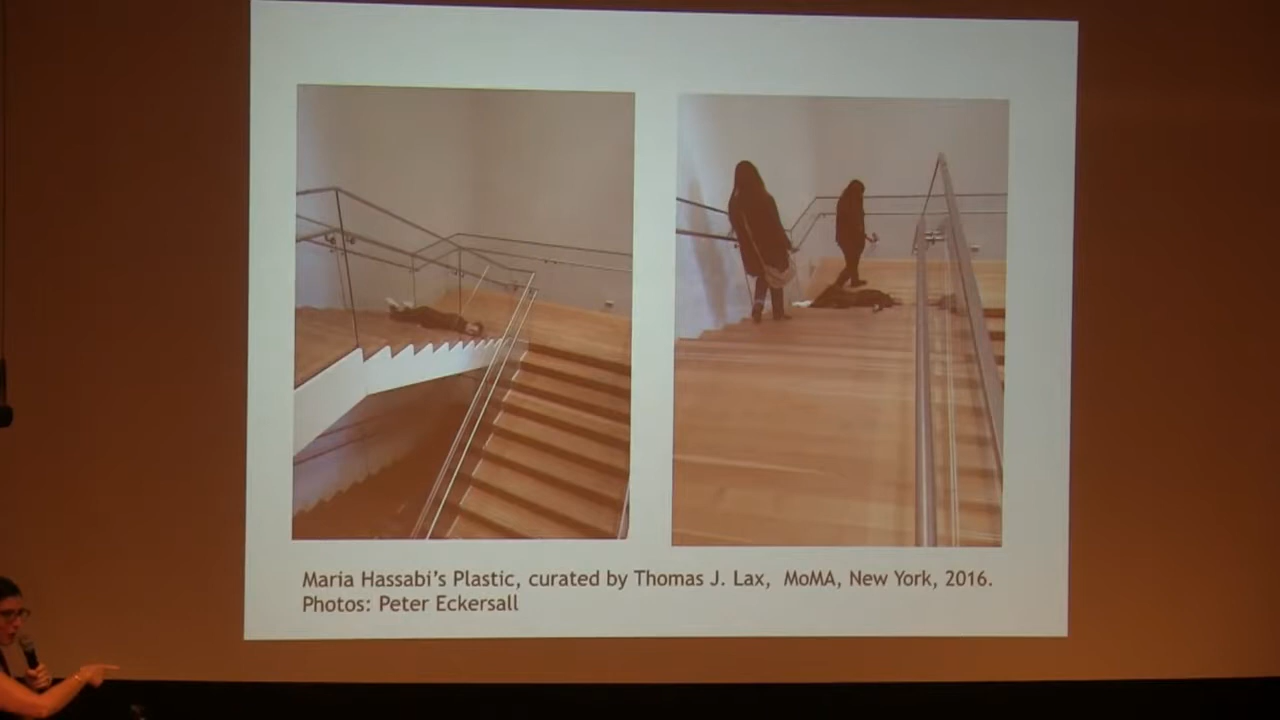 Maria Hassabi's Plastic, curated by Thomas J. Lax,  MoMA, New York, 2016.
Photos: Peter Eckersall